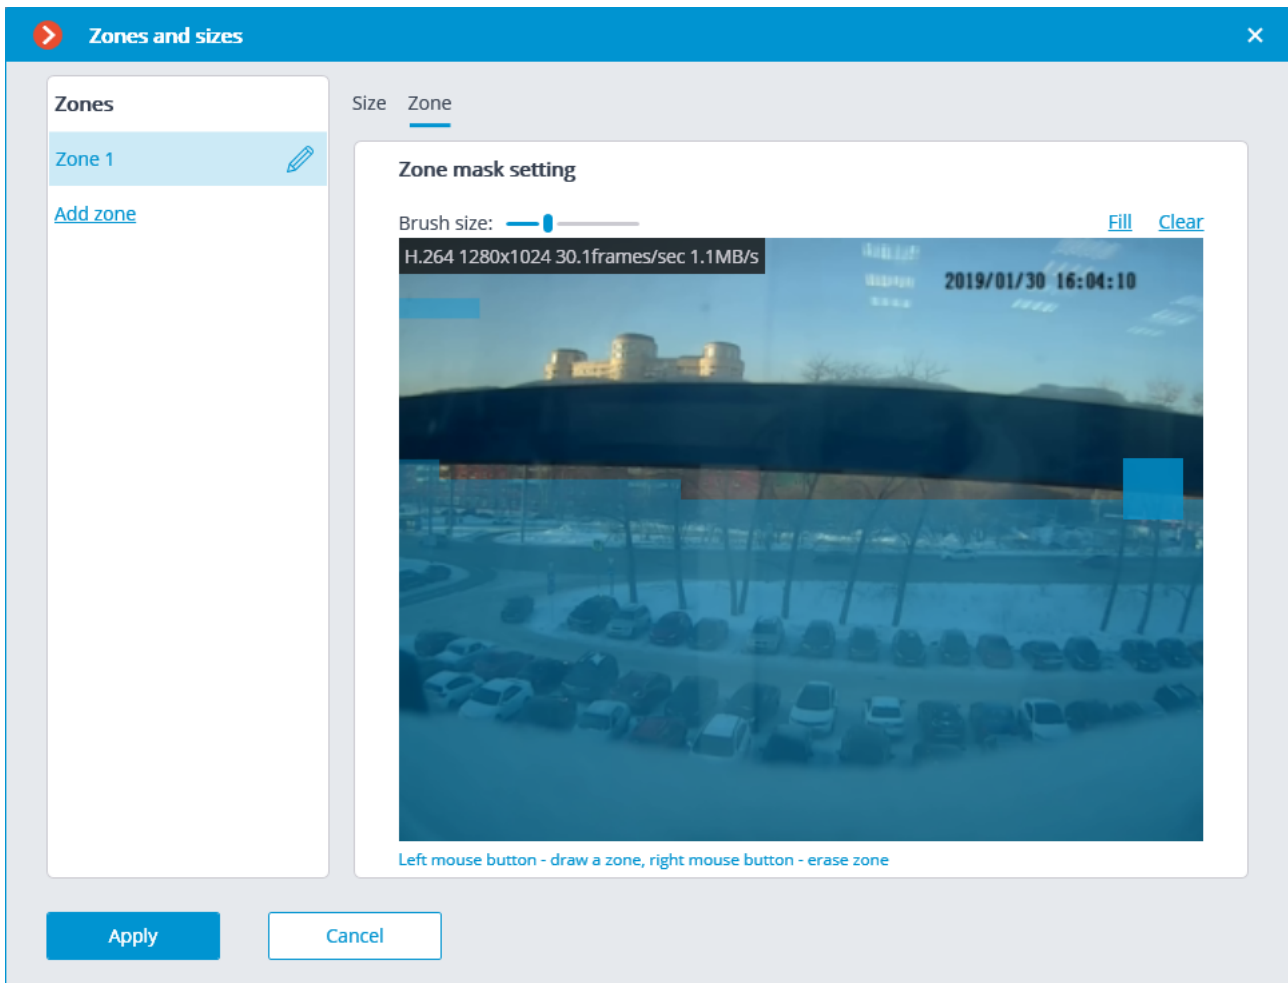 Zones and sizes
Zones
Zone 1
Add zone
Size Zone
Zone mask setting
Brush size:
Fill Clear
H.264 1280x1024 30.1frames/sec 1.1MB/s
2019/01/30 16:04:10
Left mouse button - draw a zone, right mouse button - erase zone
Apply Cancel